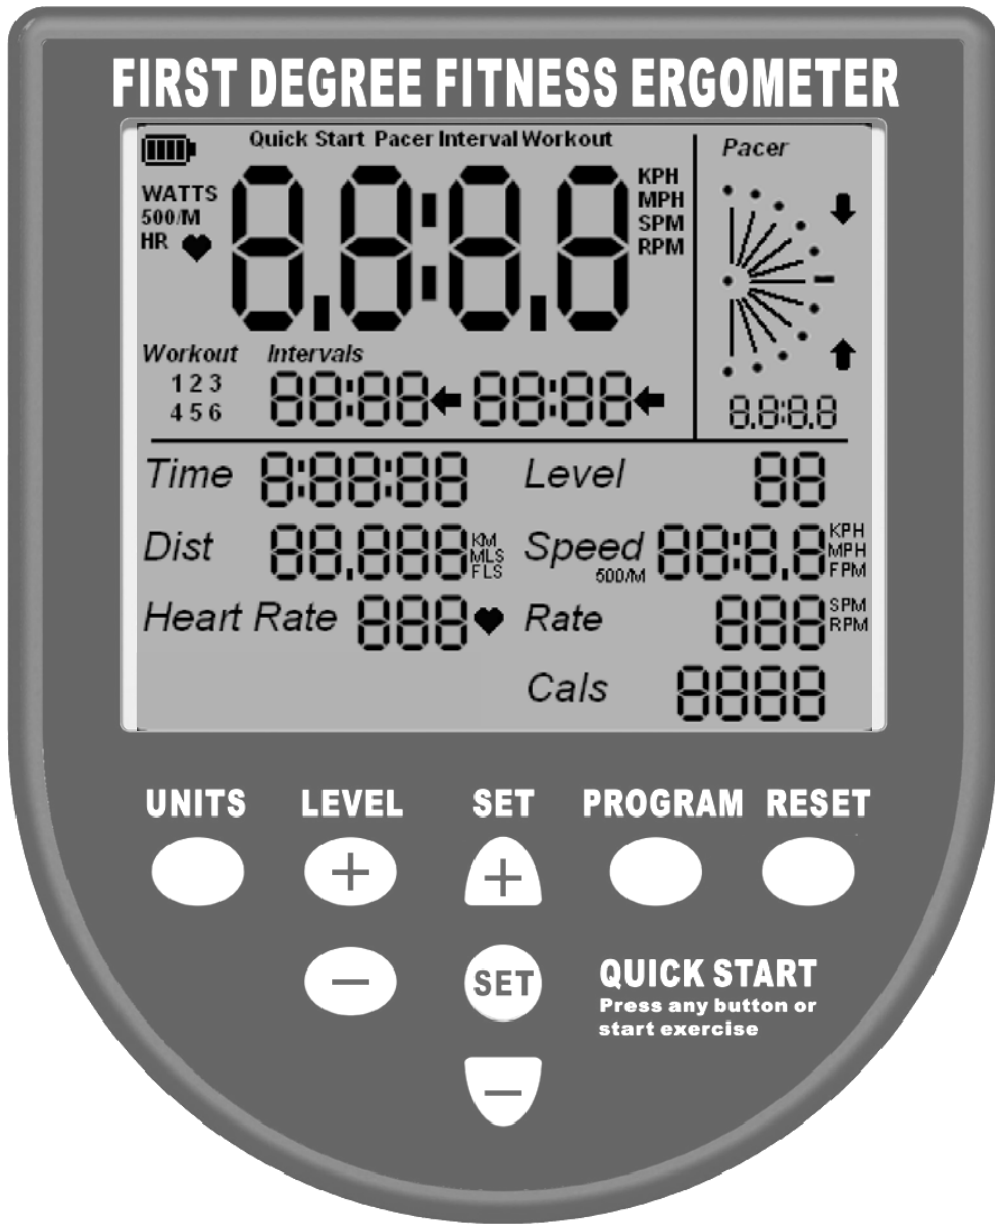 FIRST DEGREE FITNESS ERGOMETER
Quick Start Pacer Interval Workout
Pacer
WATTS
500/M
HR
8.8:8.8
KPH
MPH
SPM
RPM
Workout
1 2 3
4 5 6
Intervals
88:88 88:88
8.8:8.8
Time 8:88:88
Level 88
Dist 88.888 KM MLS FLS
Speed 500/M 88:8.8 KPH MPH FPM
Heart Rate 888
Rate 888 SPM RPM
Cals 8888
UNITS LEVEL SET PROGRAM RESET
+ +
− SET
−
QUICK START
Press any button or
start exercise